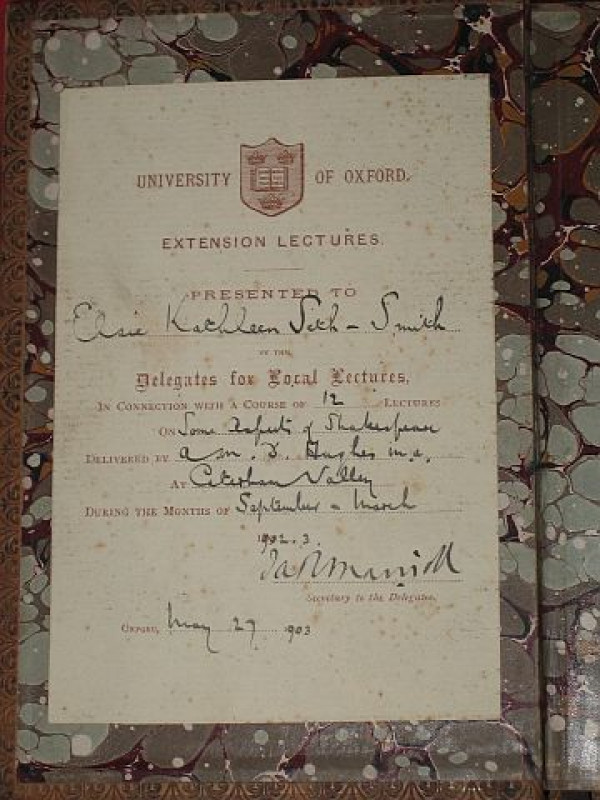 UNIVERSITY OF OXFORD.
EXTENSION LECTURES.
PRESENTED TO
Elsie Kathleen Seth-Smith
BY THE
Delegates for Local Lectures,
IN CONNECTION WITH A COURSE OF 12 LECTURES
ON Some Aspects of Shakespeare
DELIVERED BY A. M. D. Hughes M.A.
AT Caterham Valley
DURING THE MONTHS OF September - March
1902.3.
Secretary to the Delegates.
OXFORD, May 27 1903